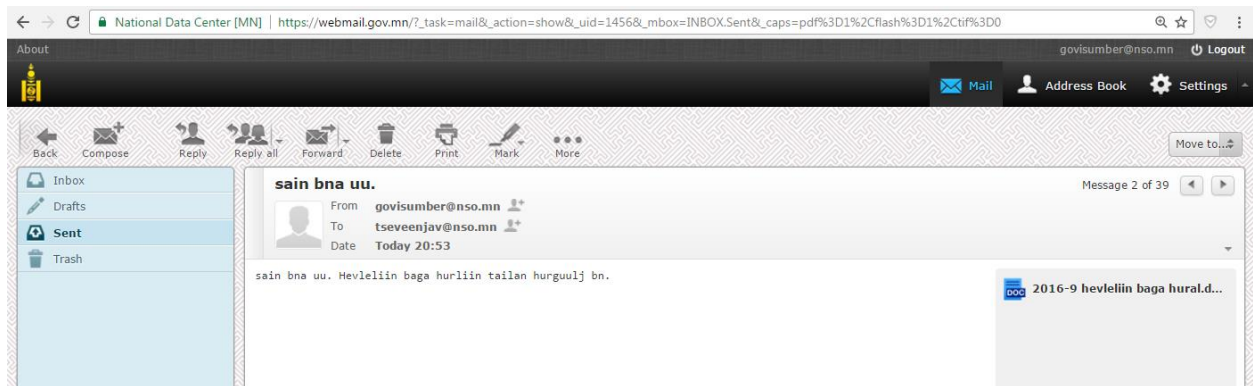 National Data Center [MN] https://webmail.gov.mn/?_task=mail&_action=show&_uid=1456&_mbox=INBOX.Sent&_caps=pdf%3D1%2Cflash%3D1%2Ctif%3D0
About govisumber@nso.mn Logout
Mail Address Book Settings
Back Compose Reply Reply all Forward Delete Print Mark More Move to...
Inbox
Drafts
Sent
Trash
sain bna uu. Message 2 of 39
From govisumber@nso.mn
To tseveenjav@nso.mn
Date Today 20:53
sain bna uu. Hevleliin baga hurliin tailan hurguulj bn.
DOC 2016-9 hevleliin baga hural.d...